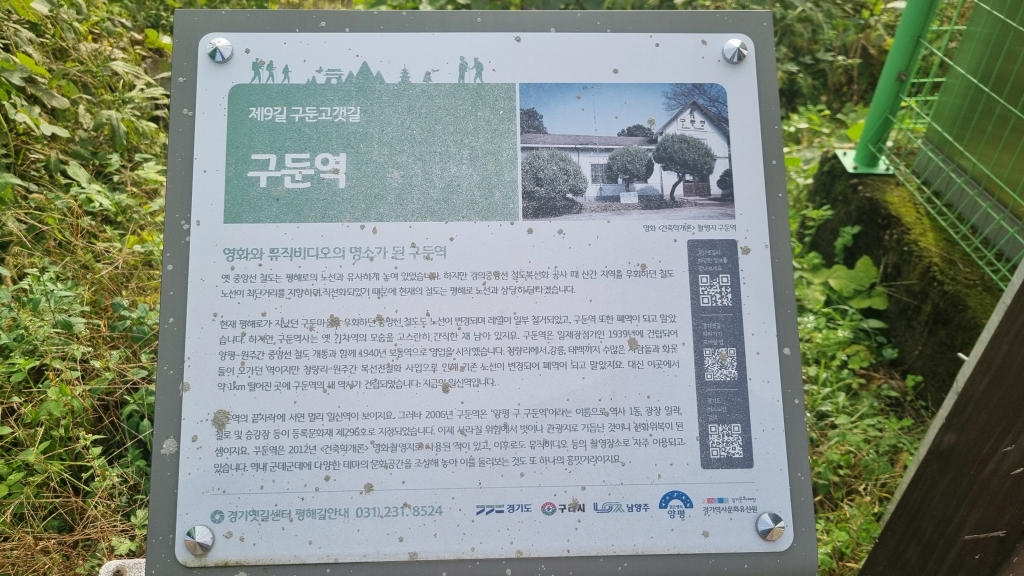 제9길 구둔고갯길
구둔역
구둔역
영화 <건축학개론> 촬영지 구둔역
영화와 뮤직비디오의 명소가 된 구둔역
옛 중앙선 철도는 평해로의 노선과 유사하게 놓여 있었습니다. 하지만 경의중앙선 철도복선화 공사 때 산간 지역을 우회하던 철도
노선이 최단거리를 지향하며 직선화되었기 때문에 현재의 철도는 평해로 노선과 상당히 달라졌습니다.
현재 평해로가 지났던 구둔마을을 우회하던 중앙선 철도도 노선이 변경되며 레일이 일부 철거되었고, 구둔역 또한 폐역이 되고 말았
습니다. 하지만, 구둔역사는 옛 기차역의 모습을 고스란히 간직한 채 남아 있지요. 구둔역은 일제강점기인 1939년에 건립되어
양평~원주간 중앙선 철도 개통과 함께 1940년 보통역으로 영업을 시작했습니다. 청량리에서 강릉, 태백까지 수많은 사람들과 화물
들이 오가던 역이지만 청량리~원주간 복선전철화 사업으로 인해 기존 노선이 변경되어 폐역이 되고 말았지요. 대신 이곳에서
약 1km 떨어진 곳에 구둔역의 새 역사가 건립되었습니다. 지금의 일신역입니다.
구둔역의 끝자락에 서면 멀리 일신역이 보이지요. 그러나 2006년 구둔역은 '양평 구 구둔역'이라는 이름으로 역사 1동, 광장 일곽,
철로 및 승강장 등이 등록문화재 제296호로 지정되었습니다. 이제 사라질 위험에서 벗어나 관광지로 거듭난 것이니 전화위복이 된
셈이지요. 구둔역은 2012년 <건축학개론> 영화촬영지로 사용된 적이 있고, 이후로도 뮤직비디오 등의 촬영장소로 자주 이용되고
있습니다. 역내 군데군데에 다양한 테마의 문화공간을 조성해 놓아 이를 둘러보는 것도 또 하나의 흥밋거리이지요.
경기옛길센터 평해길안내 031) 231. 8524
경기도 구리시 남양주 양평 경기문화재단
경기역사문화유산원